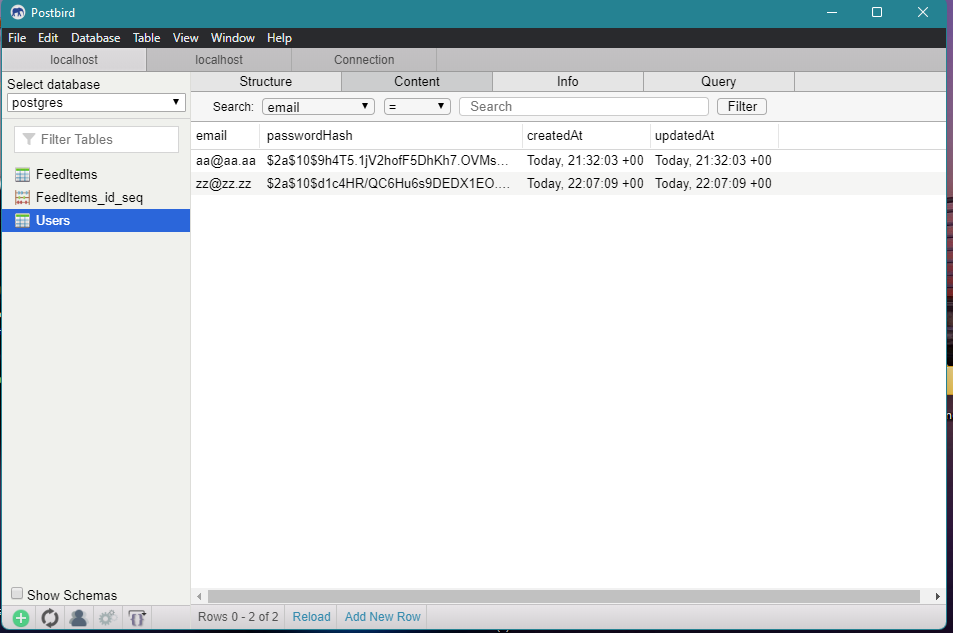 Postbird
File Edit Database Table View Window Help
localhost localhost Connection
Select database
postgres
Filter Tables
FeedItems
FeedItems_id_seq
Users
Show Schemas
Structure Content Info Query
Search: email = Search Filter
email passwordHash createdAt updatedAt
aa@aa.aa $2a$10$9h4T5.1jV2hofF5DhKh7.OVMs... Today, 21:32:03 +00 Today, 21:32:03 +00
zz@zz.zz $2a$10$d1c4HR/QC6Hu6s9DEDX1EO.... Today, 22:07:09 +00 Today, 22:07:09 +00
Rows 0 - 2 of 2 Reload Add New Row